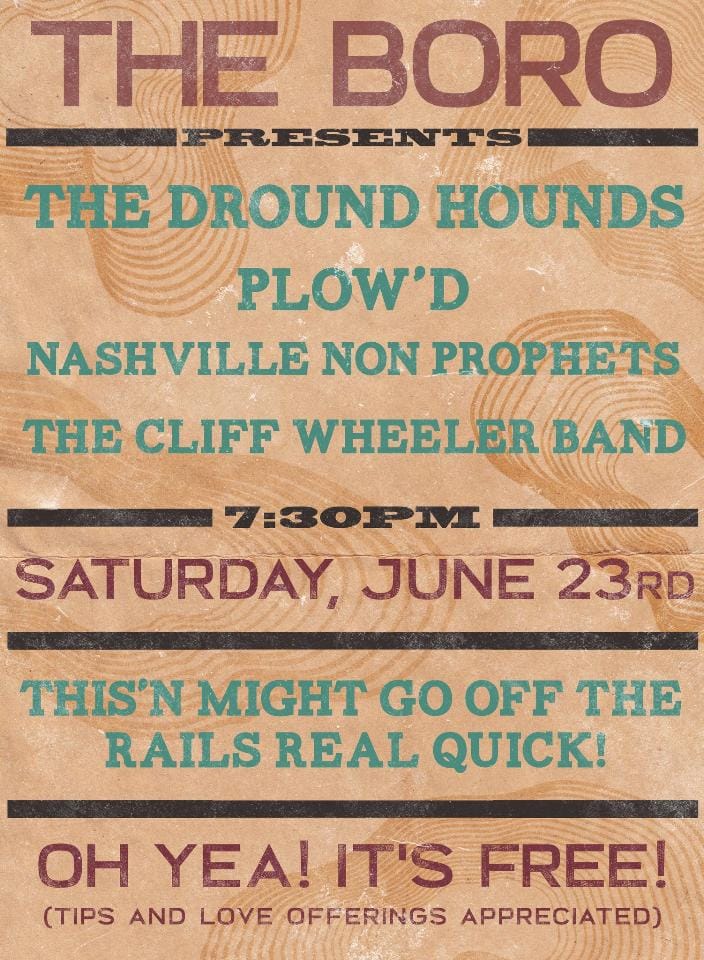 THE BORO
PRESENTS
THE DROUND HOUNDS
PLOW'D
NASHVILLE NON PROPHETS
THE CLIFF WHEELER BAND
7:30PM
SATURDAY, JUNE 23RD
THIS'N MIGHT GO OFF THE
RAILS REAL QUICK!
OH YEA! IT'S FREE!
(TIPS AND LOVE OFFERINGS APPRECIATED)